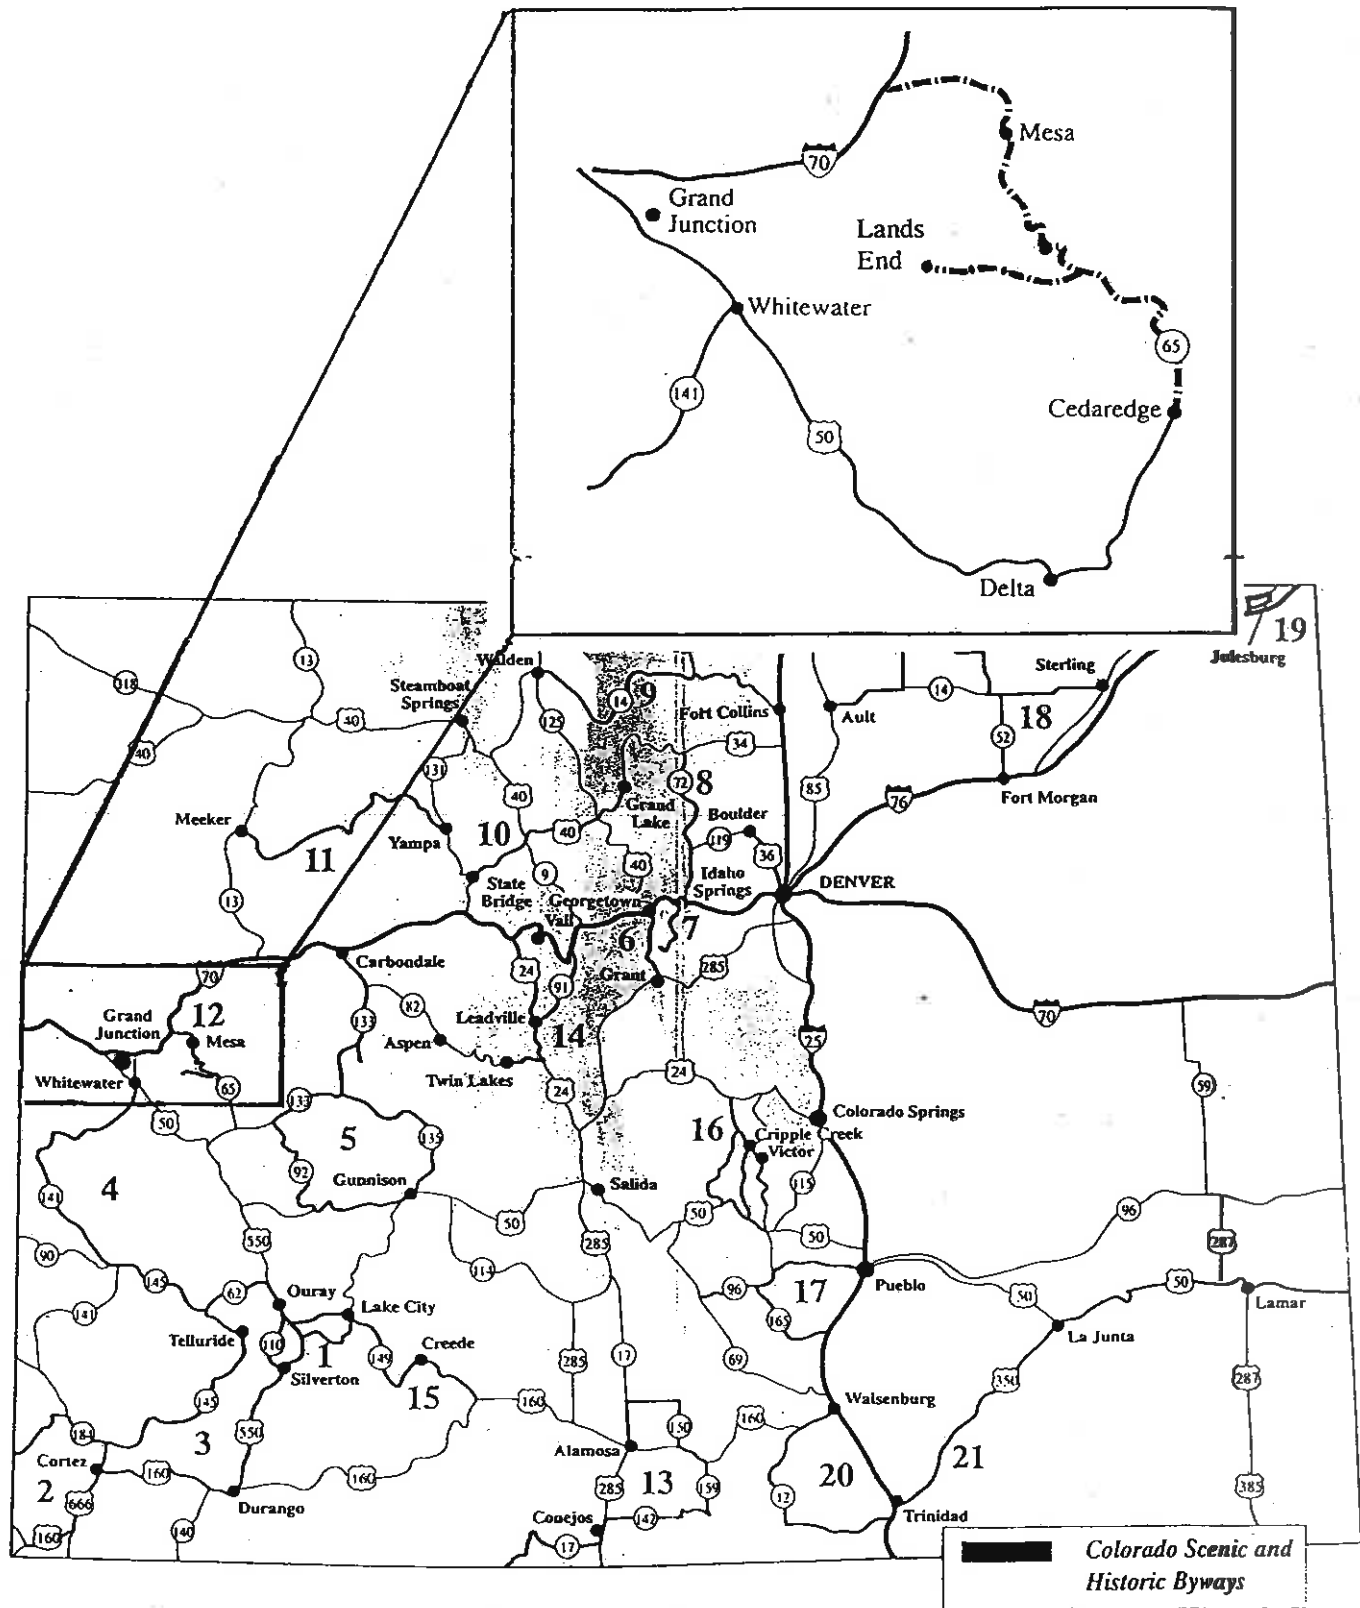 70
Mesa
Grand
Junction
Lands
End
Whitewater
65
141
Cedaredge
50
Delta
19
Julesburg
13
Walden
Sterling
318
Steamboat
Springs
14
9
14
40
125
Fort Collins
Ault
18
52
40
34
131
72
8
85
40
76
Fort Morgan
Grand
Lake
Meeker
Boulder
Yampa
10
40
119
11
40
36
9
Idaho
Springs
State
Bridge
DENVER
13
Georgetown
Vail
6
7
Carbondale
24
Grant
285
70
91
12
82
Grand
Junction
133
Leadville
70
Mesa
Aspen
14
25
Whitewater
Twin Lakes
24
65
24
59
133
50
Colorado Springs
16
Cripple Creek
5
135
Victor
92
Gunnison
4
Salida
115
141
50
50
96
550
285
50
287
90
114
145
62
Ouray
96
17
Pueblo
50
50
Lake City
Lamar
141
165
Telluride
110
Creede
La Junta
1
149
285
17
69
Silverton
350
287
145
15
160
Walsenburg
550
150
160
184
3
Alamosa
Cortez
160
160
13
20
21
2
285
159
385
666
12
Durango
Conejos
142
Trinidad
160
140
17
Colorado Scenic and
Historic Byways